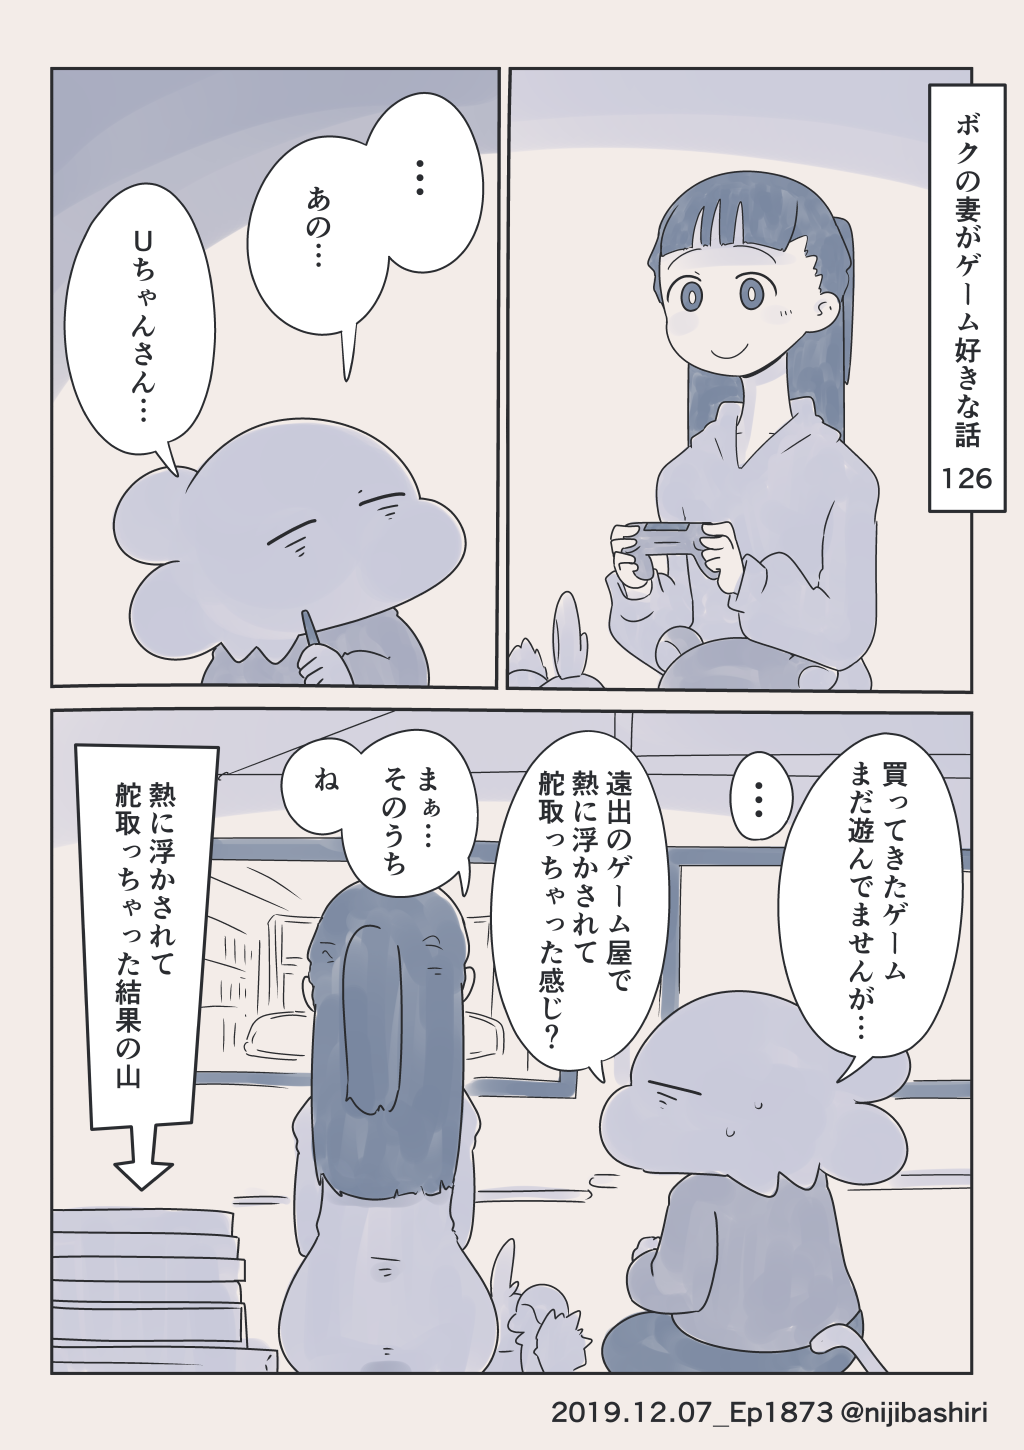 ボクの妻がゲーム好きな話
126
…
あの…
Uちゃんさん…
買ってきたゲーム
まだ遊んでませんが…
…
遠出のゲーム屋で
熱に浮かされて
舵取っちゃった感じ？
まぁ…
そのうち
ね
熱に浮かされて
舵取っちゃった結果の山
2019.12.07_Ep1873 @nijibashiri